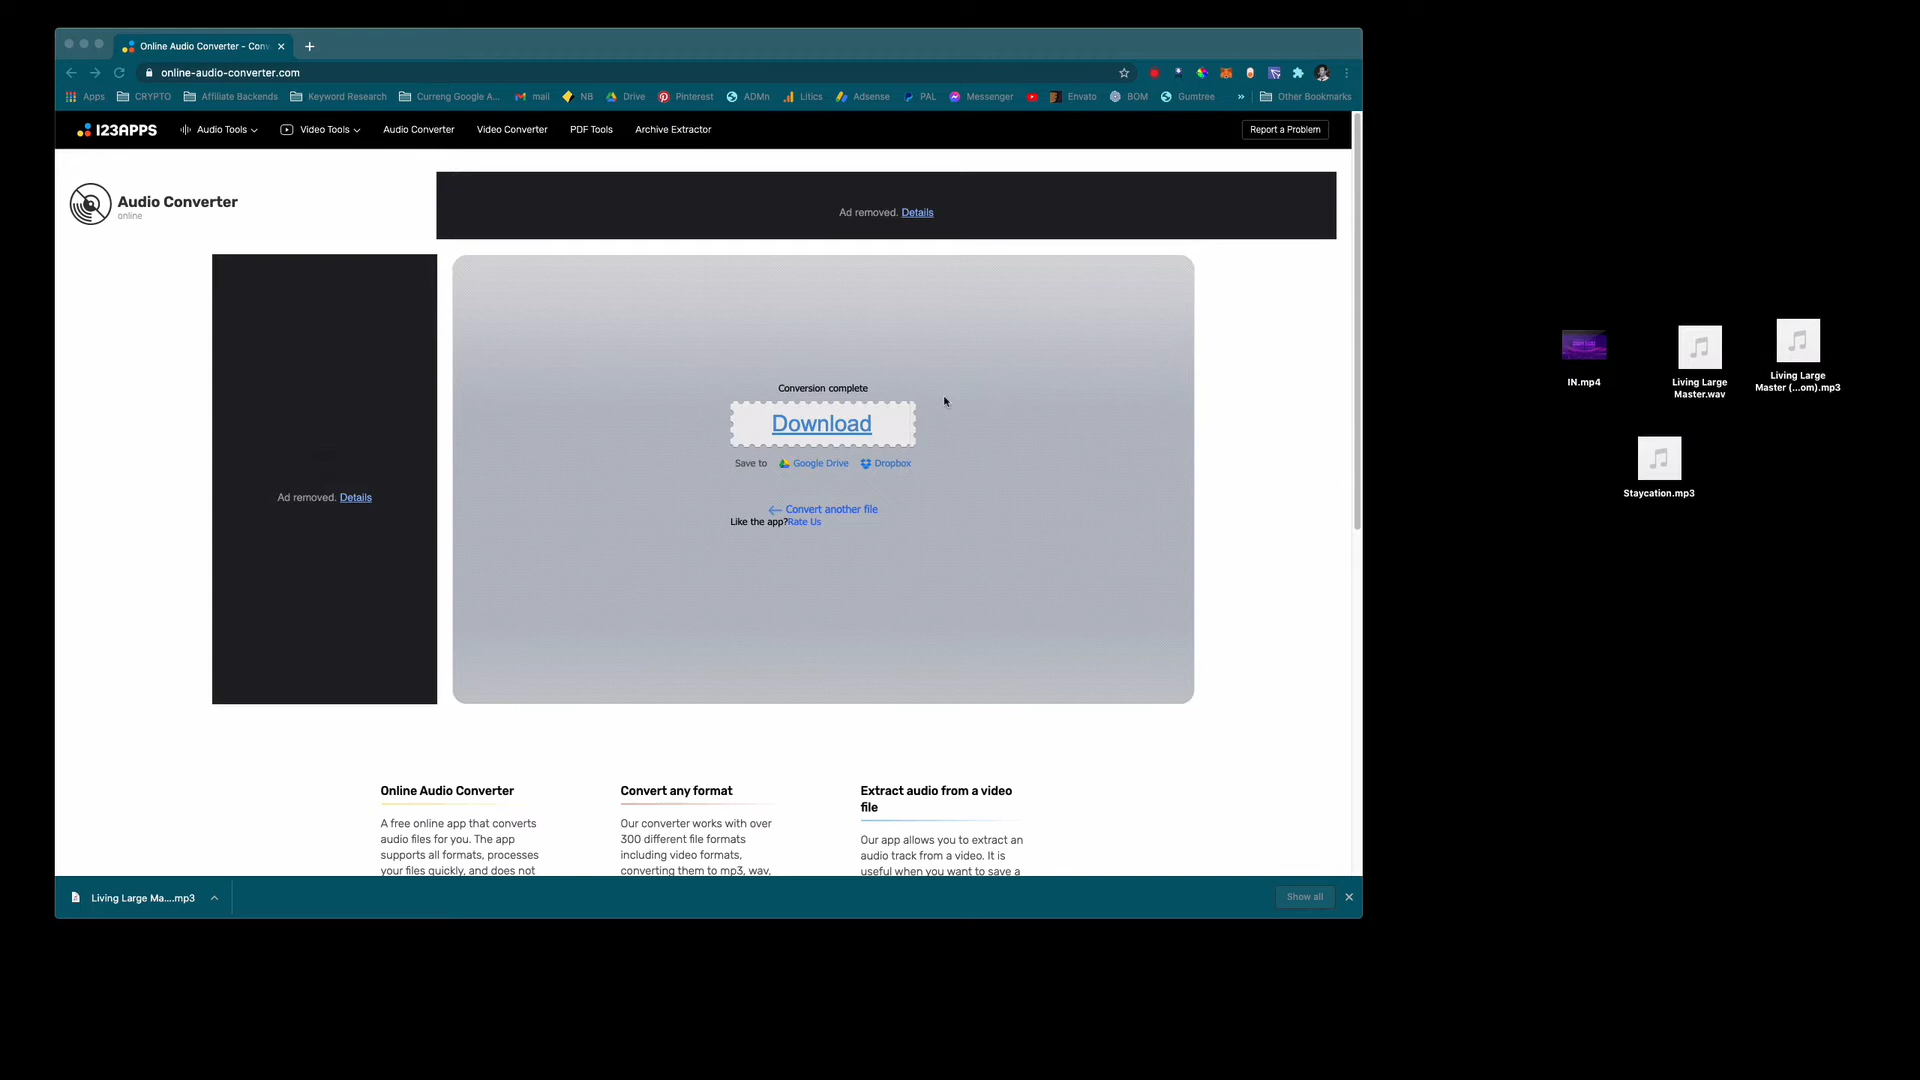 Online Audio Converter - Conv
online-audio-converter.com
Apps CRYPTO Affiliate Backends Keyword Research Curreng Google A... mail NB Drive Pinterest ADMn Litics Adsense PAL Messenger Envato BOM Gumtree » Other Bookmarks
123APPS Audio Tools Video Tools Audio Converter Video Converter PDF Tools Archive Extractor Report a Problem
Audio Converter
online
Ad removed. Details
Ad removed. Details
Conversion complete
Download
Save to Google Drive Dropbox
Convert another file
Like the app?Rate Us
Online Audio Converter
A free online app that converts
audio files for you. The app
supports all formats, processes
your files quickly, and does not
Convert any format
Our converter works with over
300 different file formats
including video formats,
converting them to mp3, wav,
Extract audio from a video
file
Our app allows you to extract an
audio track from a video. It is
useful when you want to save a
Living Large Ma....mp3
Show all
IN.mp4
Living Large
Master.wav
Living Large
Master (...om).mp3
Staycation.mp3